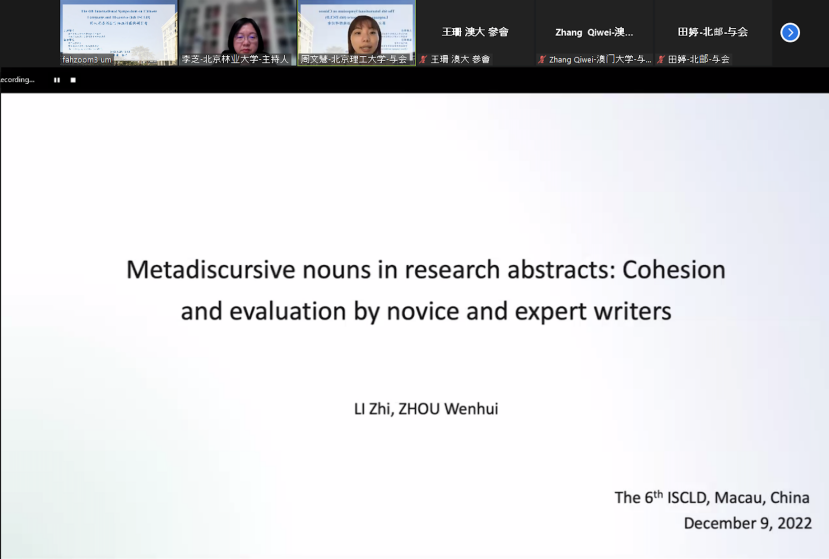 王珊 澳大 參會
Zhang Qiwei-澳...
田婷-北邮-与会
fahzoom3 um
李芝-北京林业大学-主持人
周文慧-北京理工大学-与会
王珊 澳大 參會
Zhang Qiwei-澳门大学-与...
田婷-北邮-与会
ecording...
Metadiscursive nouns in research abstracts: Cohesion
and evaluation by novice and expert writers
LI Zhi, ZHOU Wenhui
The 6th ISCLD, Macau, China
December 9, 2022